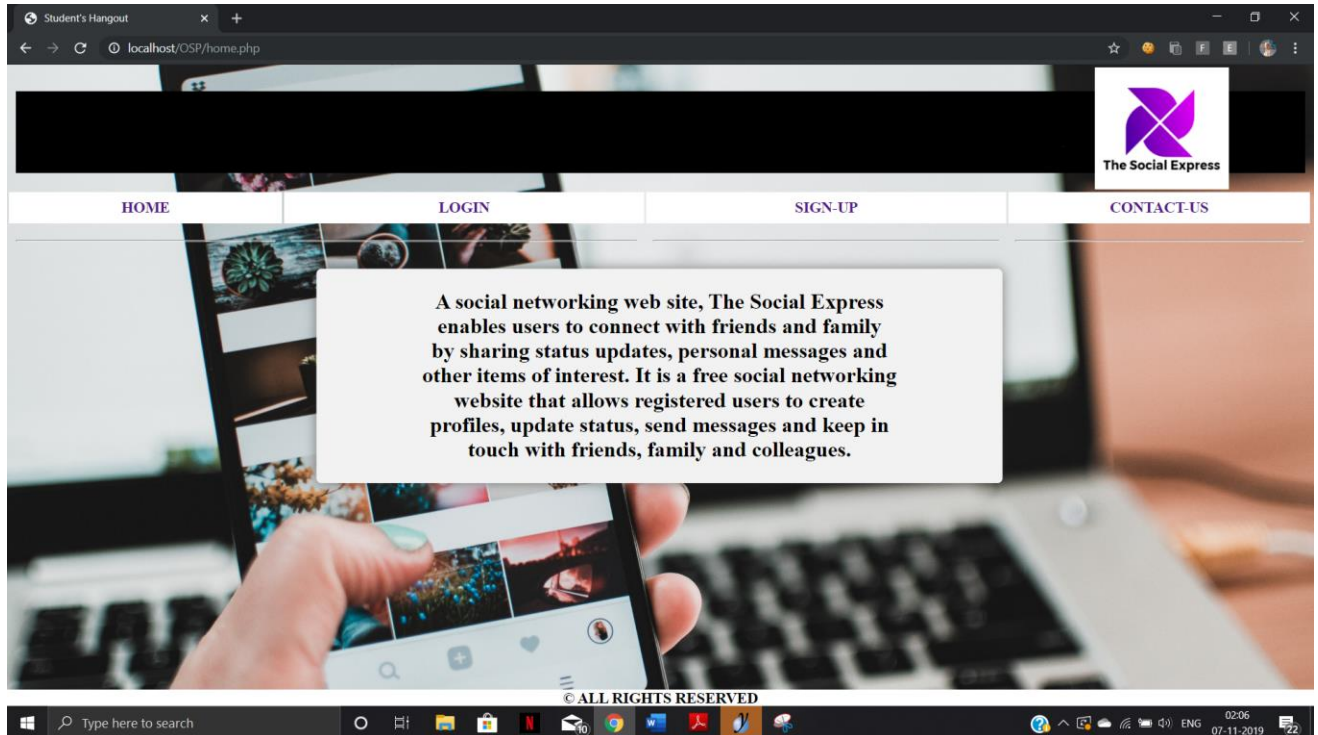 Student's Hangout
localhost/OSP/home.php
F E
The Social Express
HOME LOGIN SIGN-UP CONTACT-US
A social networking web site, The Social Express
enables users to connect with friends and family
by sharing status updates, personal messages and
other items of interest. It is a free social networking
website that allows registered users to create
profiles, update status, send messages and keep in
touch with friends, family and colleagues.
© ALL RIGHTS RESERVED
Type here to search
10
ENG
02:06
07-11-2019
22